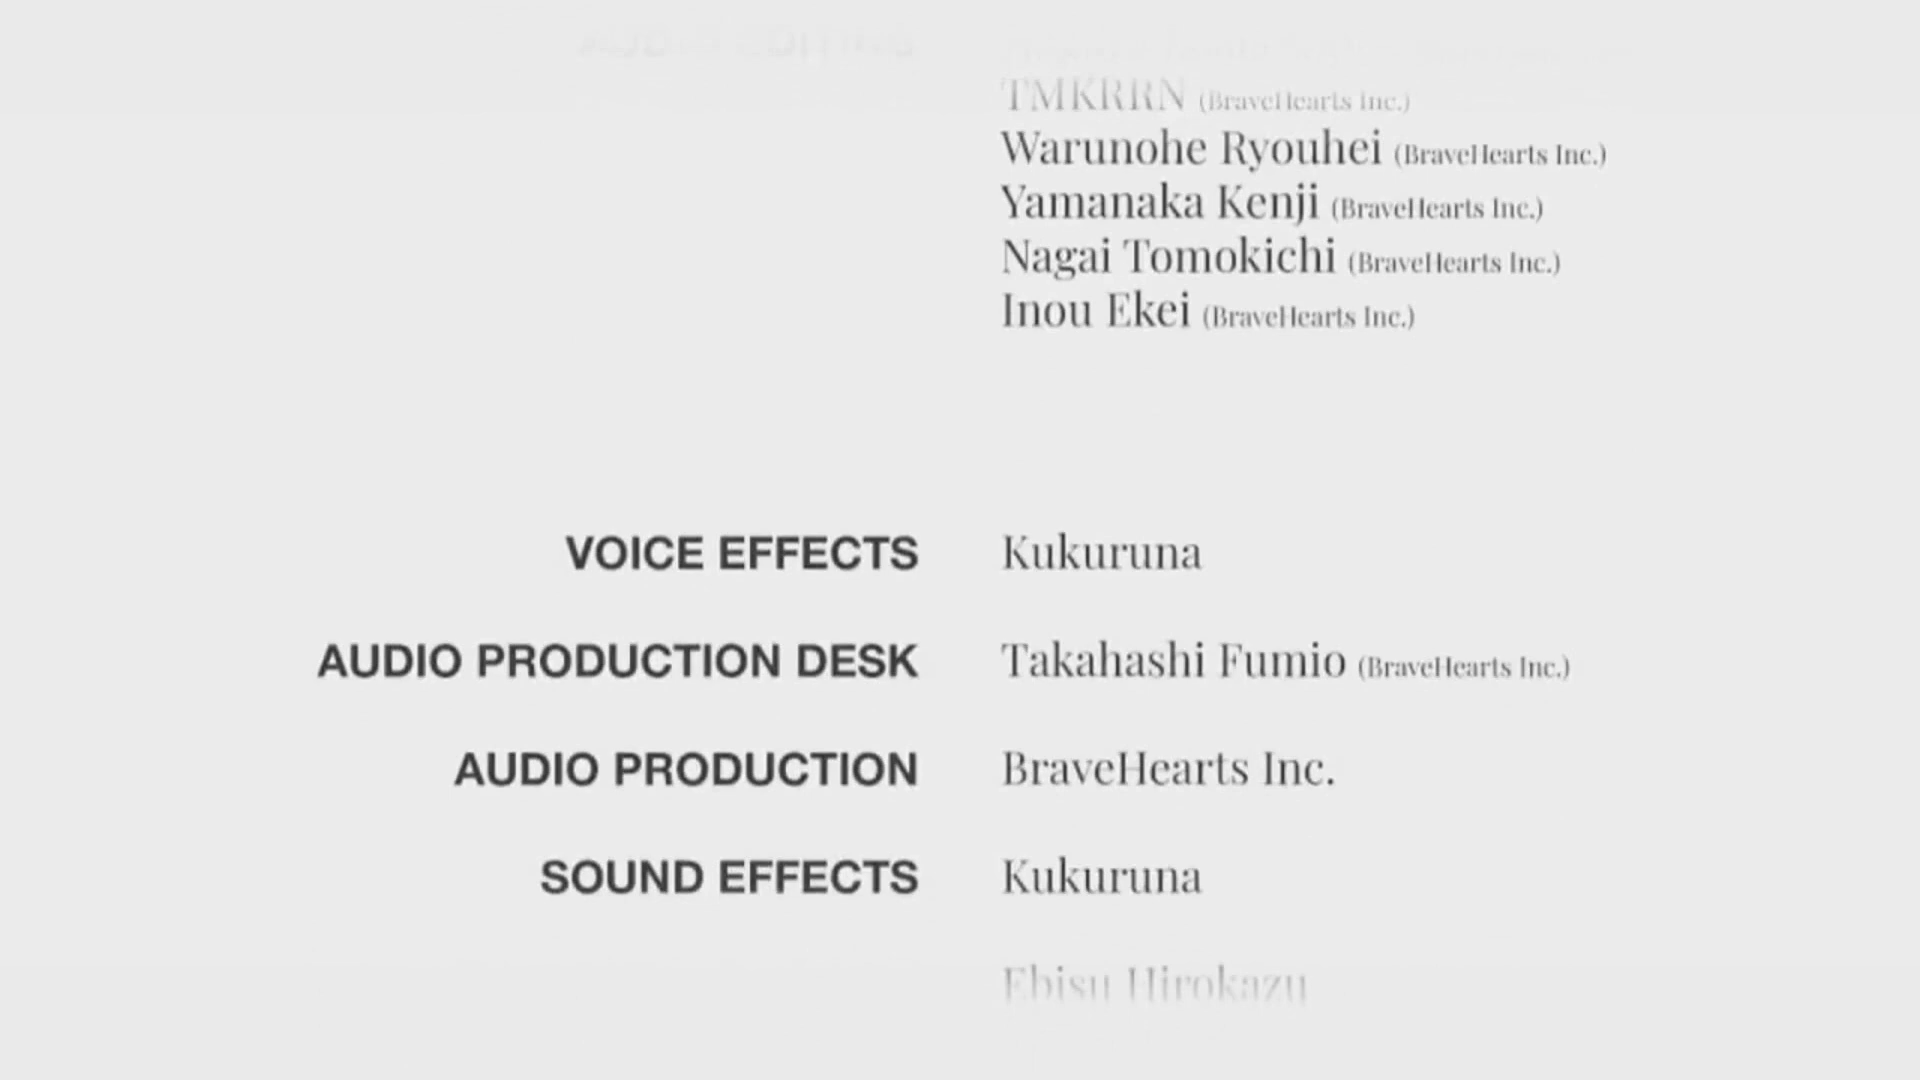 TMKRRN (BraveHearts Inc.)
Warunohe Ryouhei (BraveHearts Inc.)
Yamanaka Kenji (BraveHearts Inc.)
Nagai Tomokichi (BraveHearts Inc.)
Inou Ekei (BraveHearts Inc.)
VOICE EFFECTS Kukuruna
AUDIO PRODUCTION DESK Takahashi Fumio (BraveHearts Inc.)
AUDIO PRODUCTION BraveHearts Inc.
SOUND EFFECTS Kukuruna
Ebisu Hirokazu